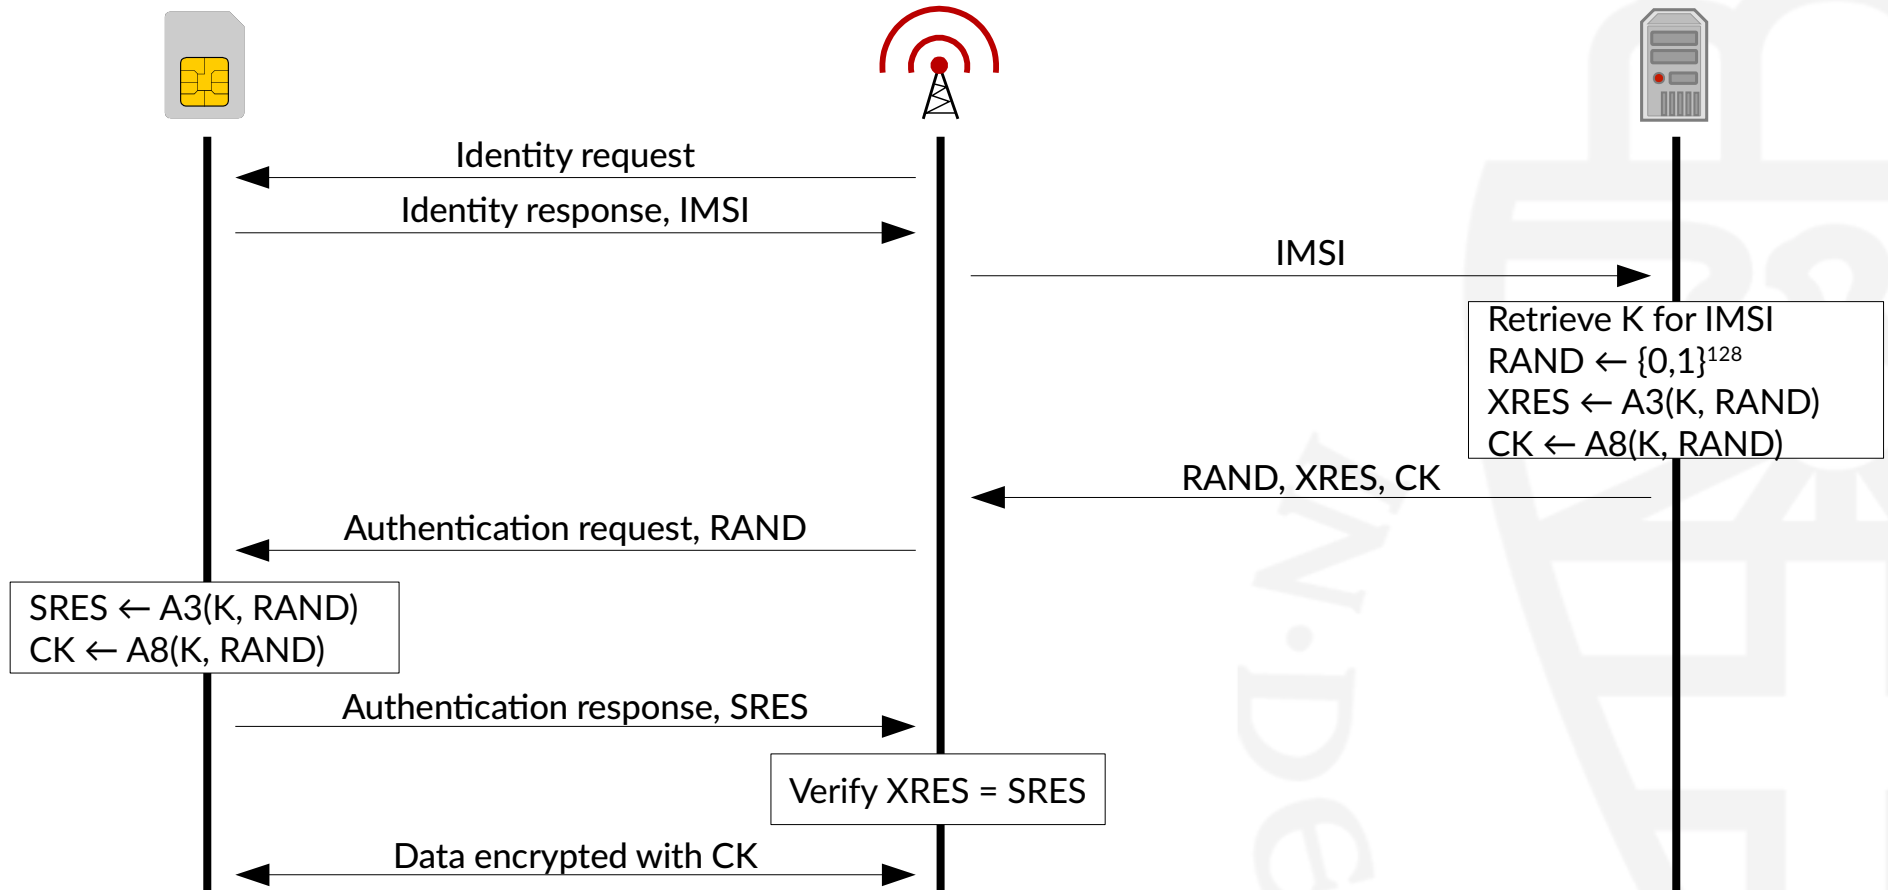 Identity request
Identity response, IMSI
IMSI
Retrieve K for IMSI
RAND ← {0,1}¹²⁸
XRES ← A3(K, RAND)
CK ← A8(K, RAND)
RAND, XRES, CK
Authentication request, RAND
SRES ← A3(K, RAND)
CK ← A8(K, RAND)
Authentication response, SRES
Verify XRES = SRES
Data encrypted with CK
IN·De